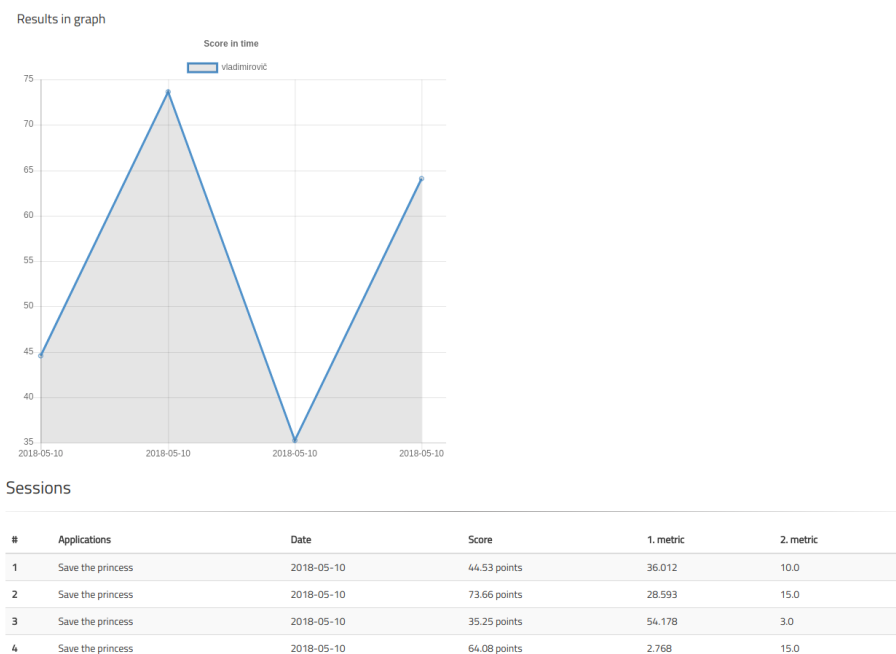 Results in graph
Score in time
vladimirovič
75
70
65
60
55
50
45
40
35
2018-05-10 2018-05-10 2018-05-10 2018-05-10
Sessions
# Applications Date Score 1. metric 2. metric
1 Save the princess 2018-05-10 44.53 points 36.012 10.0
2 Save the princess 2018-05-10 73.66 points 28.593 15.0
3 Save the princess 2018-05-10 35.25 points 54.178 3.0
4 Save the princess 2018-05-10 64.08 points 2.768 15.0